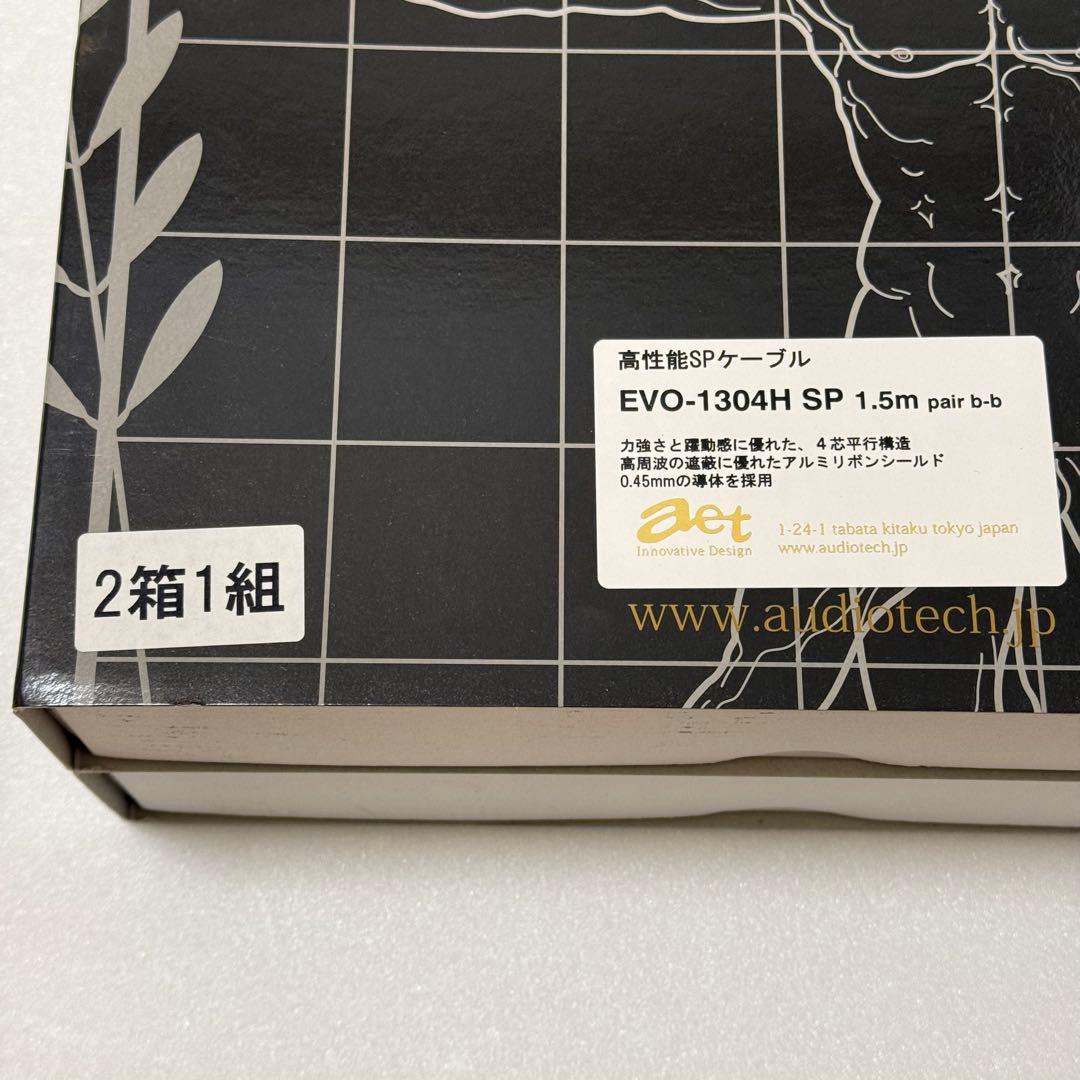 高性能SPケーブル
EVO-1304H SP 1.5m pair b-b
力強さと躍動感に優れた、4芯平行構造
高周波の遮蔽に優れたアルミリボンシールド
0.45mmの導体を採用
aet
Innovative Design
1-24-1 tabata kitaku tokyo japan
www.audiotech.jp
2箱1組
www.audiotech.jp